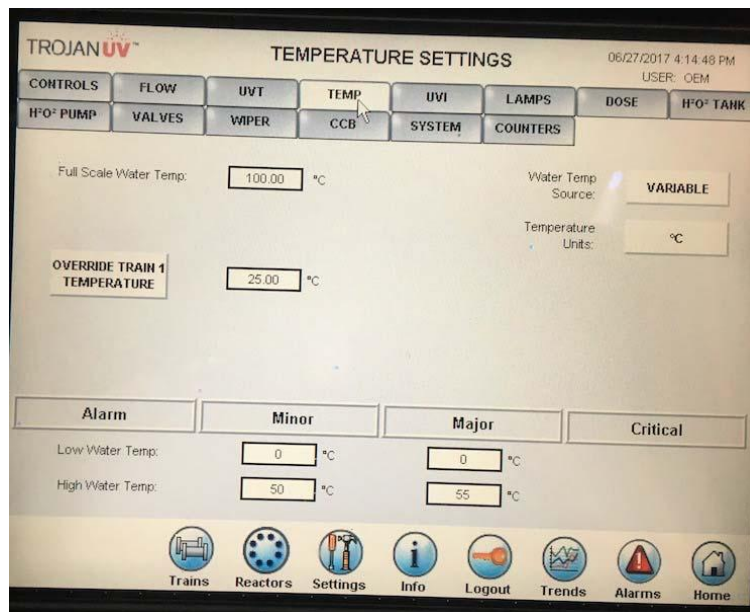 TROJAN UV™ TEMPERATURE SETTINGS 06/27/2017 4:14:48 PM
USER: OEM
CONTROLS FLOW UVT TEMP UVI LAMPS DOSE H²O² TANK
H²O² PUMP VALVES WIPER CCB SYSTEM COUNTERS
Full Scale Water Temp: 100.00 °C Water Temp Source: VARIABLE
Temperature Units: °C
OVERRIDE TRAIN 1 TEMPERATURE 25.00 °C
Alarm Minor Major Critical
Low Water Temp: 0 °C 0 °C
High Water Temp: 50 °C 55 °C
Trains Reactors Settings Info Logout Trends Alarms Home